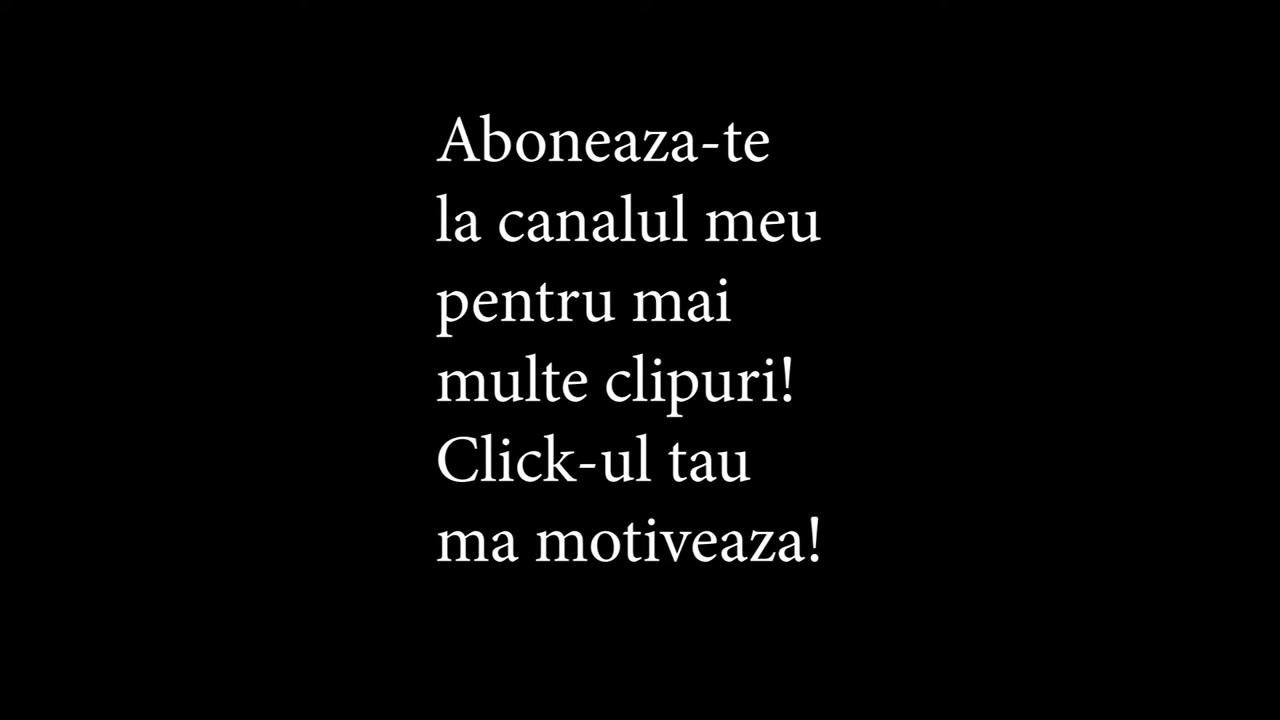 Aboneaza-te
la canalul meu
pentru mai
multe clipuri!
Click-ul tau
ma motiveaza!